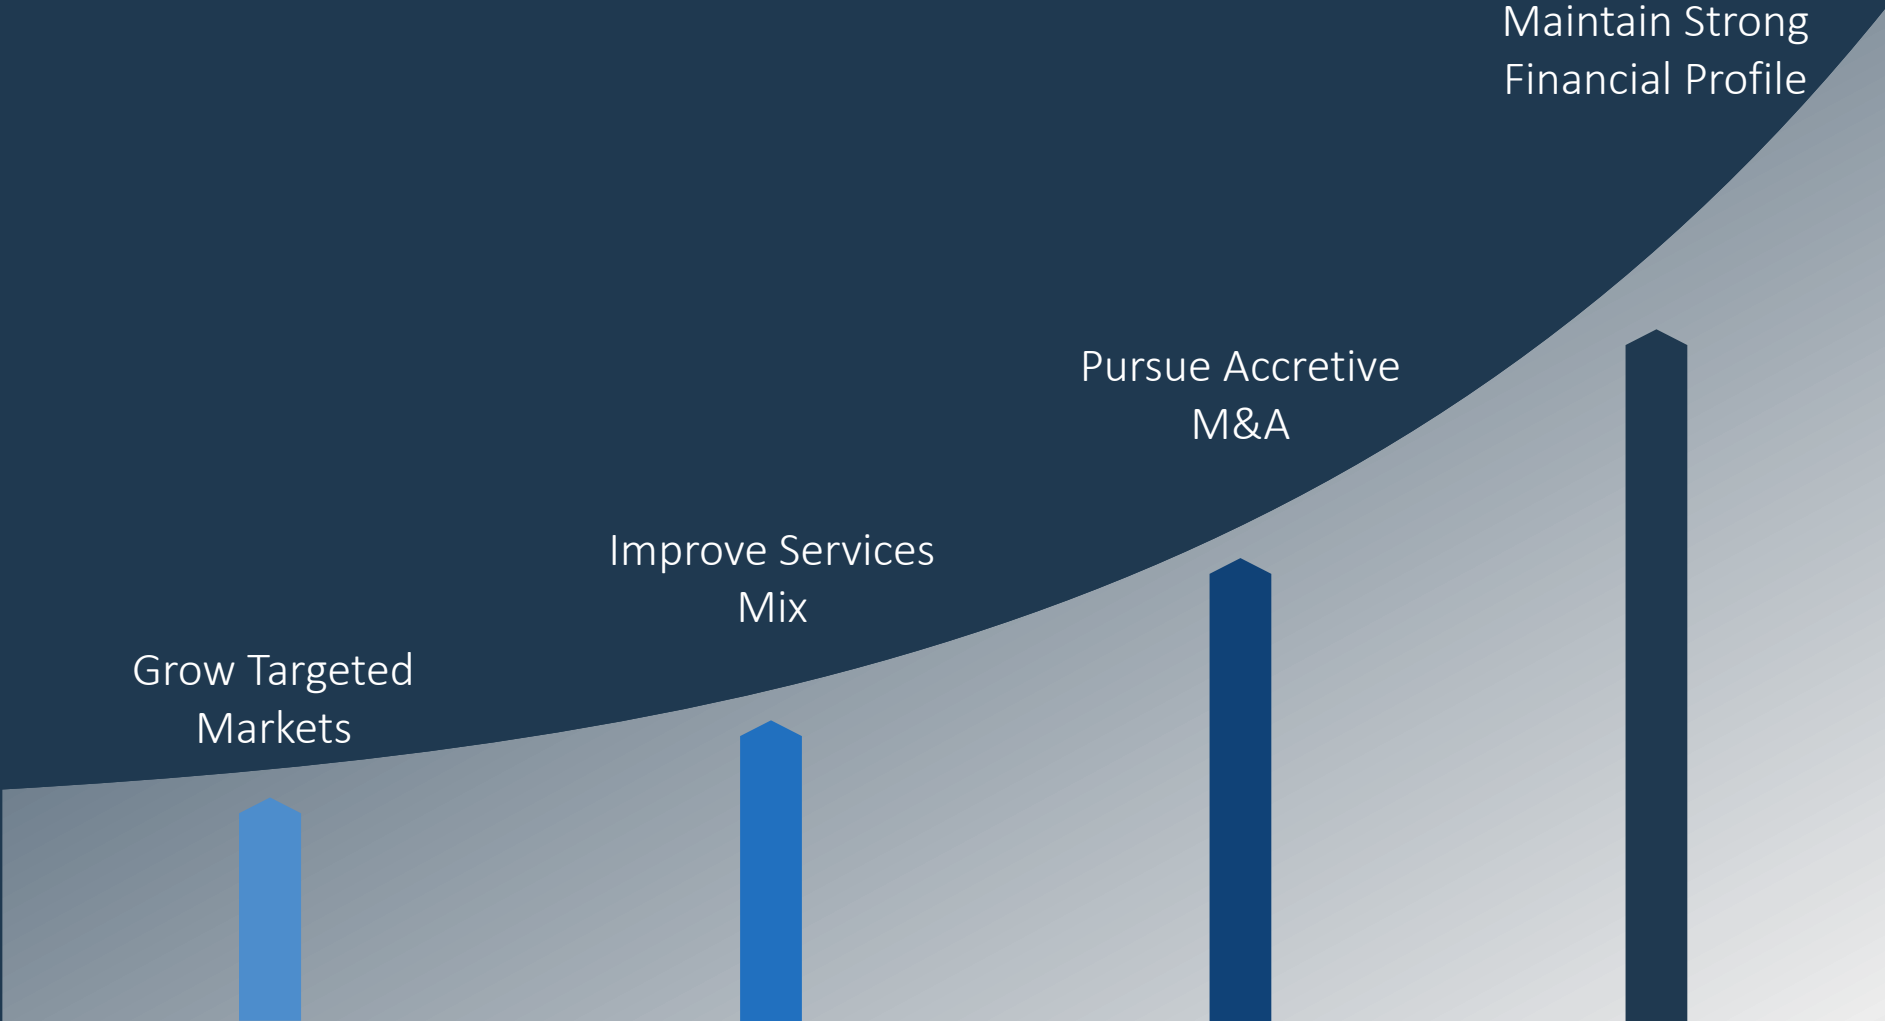 Maintain Strong
Financial Profile
Pursue Accretive
M&A
Improve Services
Mix
Grow Targeted
Markets